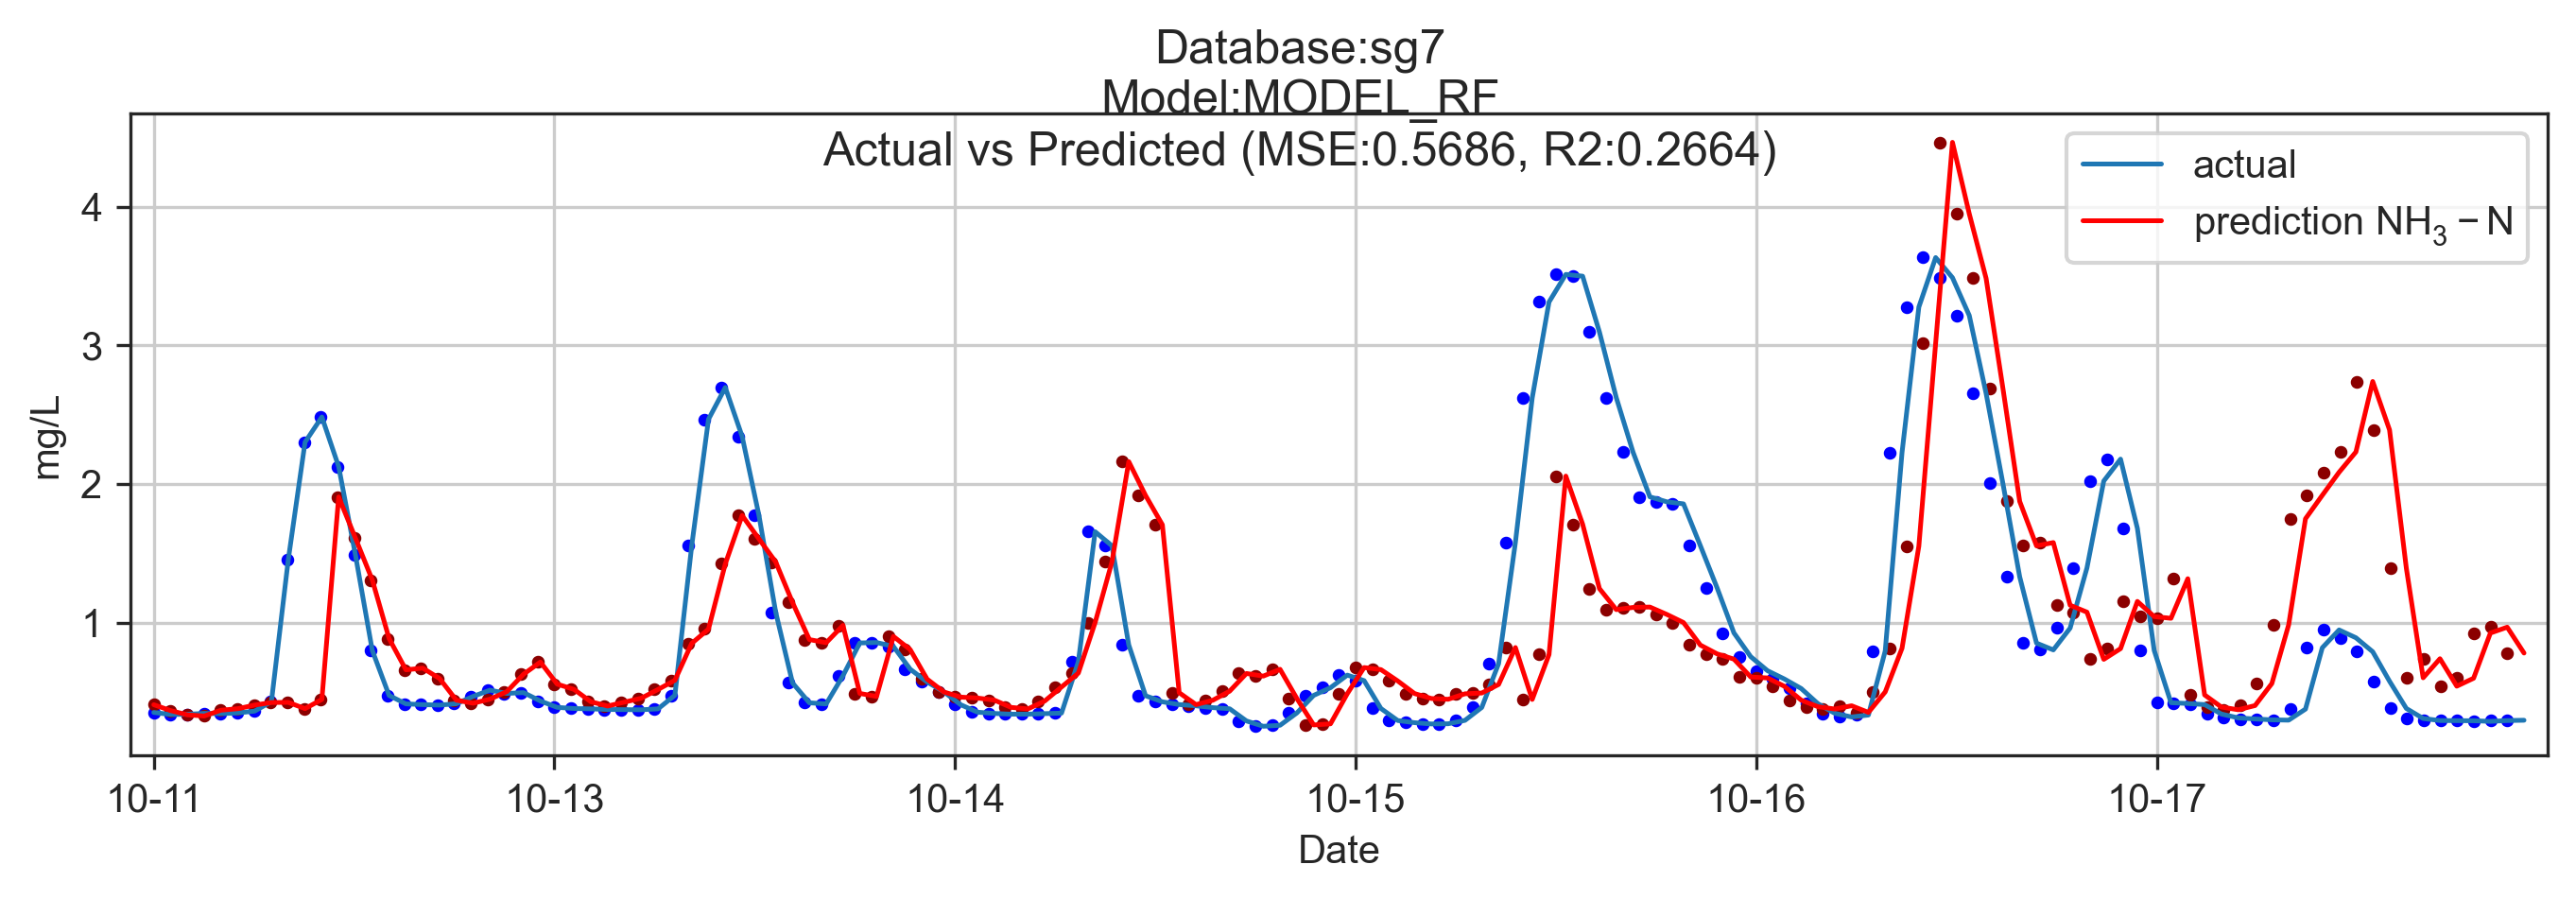 Database:sg7
Model:MODEL_RF
Actual vs Predicted (MSE:0.5686, R2:0.2664)
actual
prediction NH₃ − N
4
3
2
1
mg/L
10-11 10-13 10-14 10-15 10-16 10-17
Date